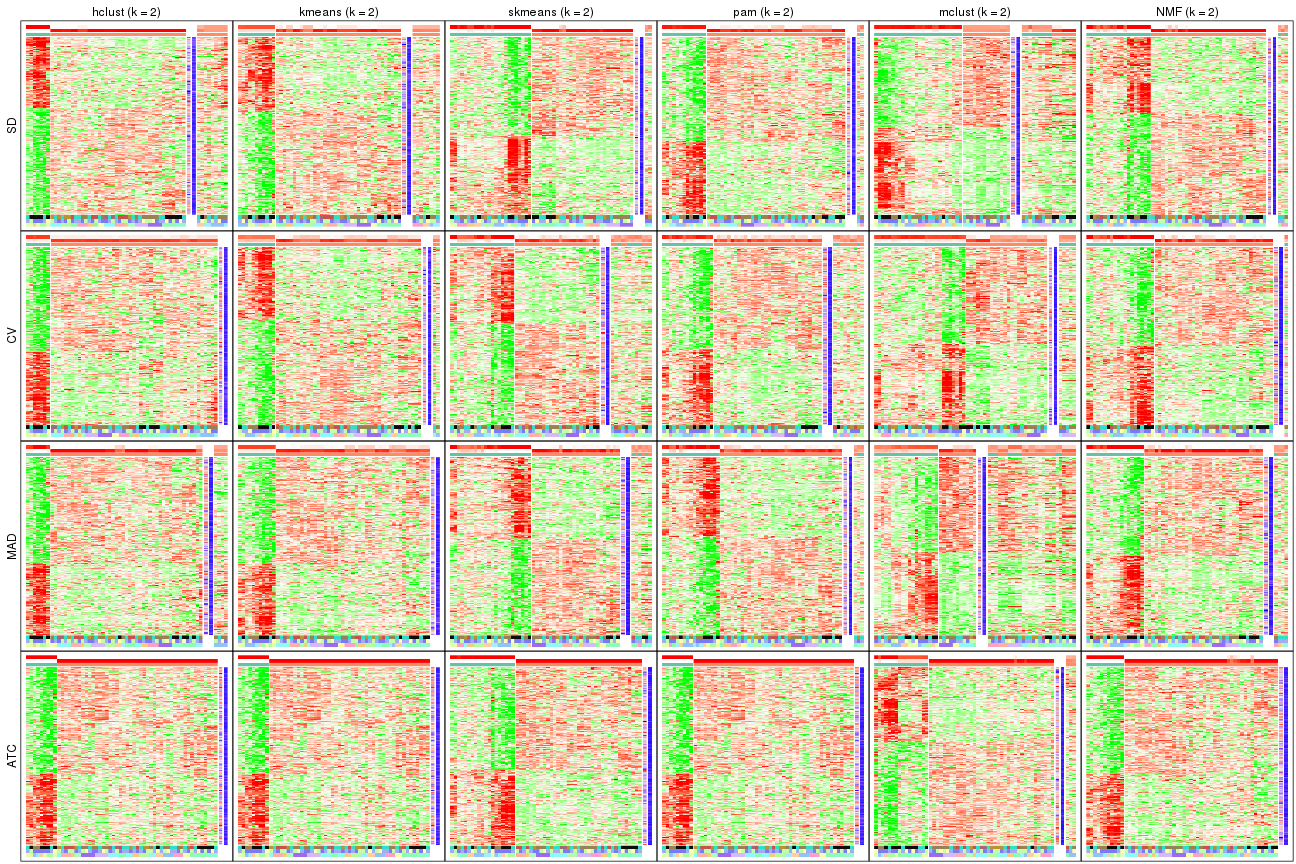 hclust (k = 2) kmeans (k = 2) skmeans (k = 2) pam (k = 2) mclust (k = 2) NMF (k = 2)
SD
CV
MAD
ATC